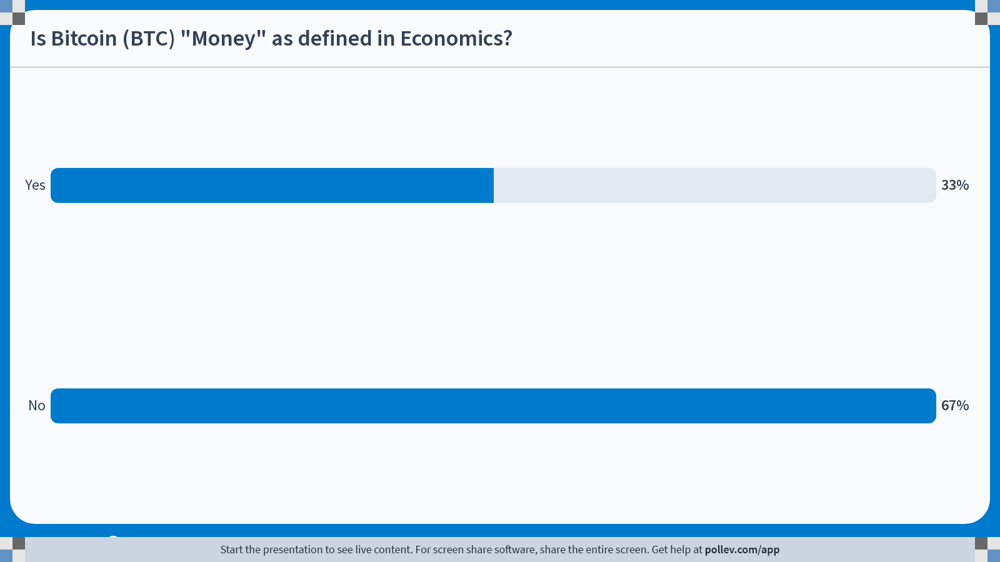 Is Bitcoin (BTC) "Money" as defined in Economics?
Yes 33%
No 67%
Start the presentation to see live content. For screen share software, share the entire screen. Get help at pollev.com/app